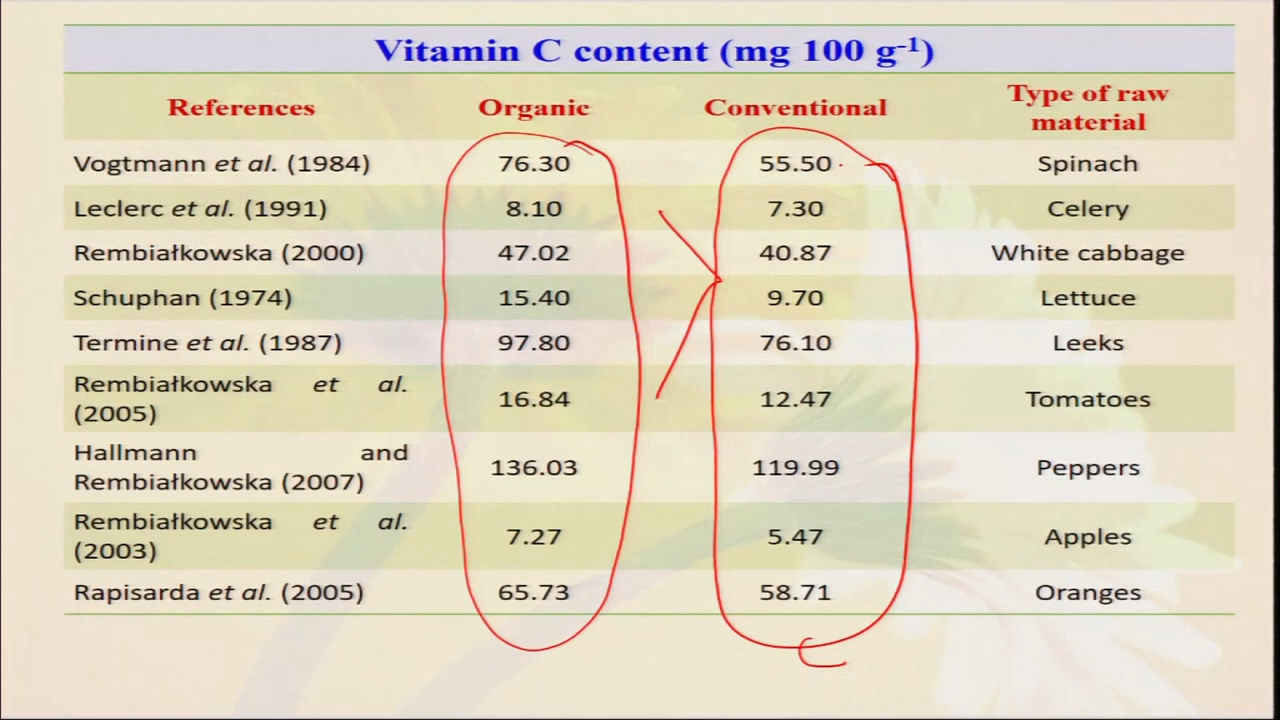 Vitamin C content (mg 100 g⁻¹)
References Organic Conventional Type of raw
material
Vogtmann et al. (1984) 76.30 55.50 Spinach
Leclerc et al. (1991) 8.10 7.30 Celery
Rembiałkowska (2000) 47.02 40.87 White cabbage
Schuphan (1974) 15.40 9.70 Lettuce
Termine et al. (1987) 97.80 76.10 Leeks
Rembiałkowska et al.
(2005) 16.84 12.47 Tomatoes
Hallmann and
Rembiałkowska (2007) 136.03 119.99 Peppers
Rembiałkowska et al.
(2003) 7.27 5.47 Apples
Rapisarda et al. (2005) 65.73 58.71 Oranges